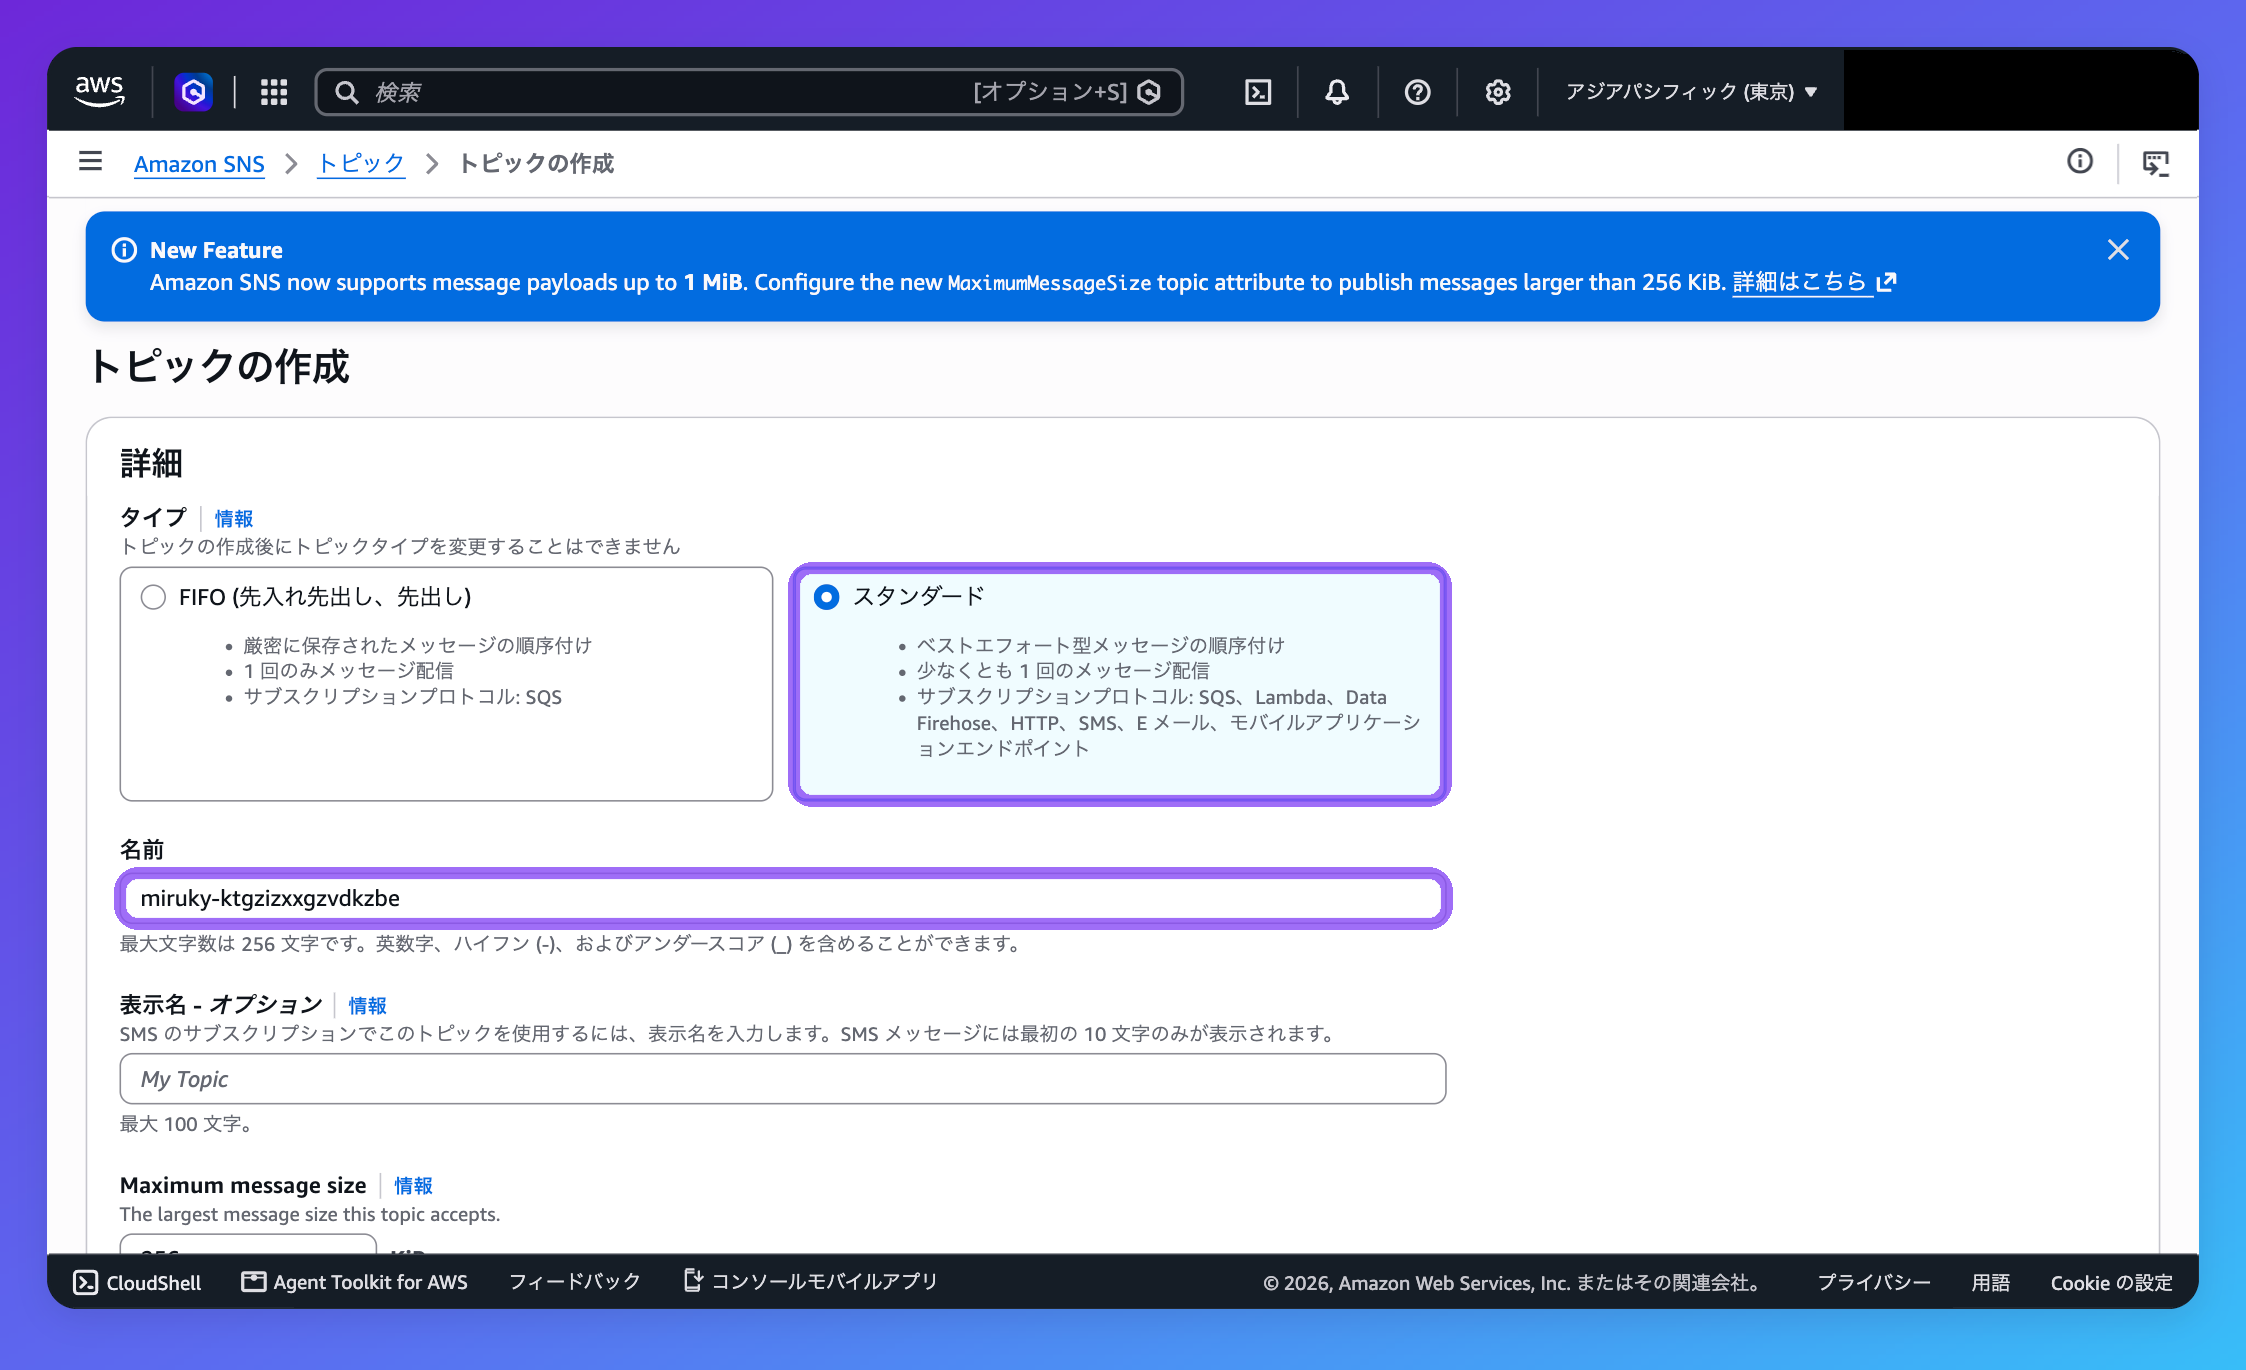 aws
検索 [オプション+S]
アジアパシフィック (東京) ▼
Amazon SNS > トピック > トピックの作成
New Feature
Amazon SNS now supports message payloads up to 1 MiB. Configure the new MaximumMessageSize topic attribute to publish messages larger than 256 KiB. 詳細はこちら
トピックの作成
詳細
タイプ | 情報
トピックの作成後にトピックタイプを変更することはできません
FIFO (先入れ先出し、先出し)
• 厳密に保存されたメッセージの順序付け
• 1 回のみメッセージ配信
• サブスクリプションプロトコル: SQS
スタンダード
• ベストエフォート型メッセージの順序付け
• 少なくとも 1 回のメッセージ配信
• サブスクリプションプロトコル: SQS、Lambda、Data
Firehose、HTTP、SMS、E メール、モバイルアプリケーシ
ョンエンドポイント
名前
miruky-ktgzizxxgzvdkzbe
最大文字数は 256 文字です。英数字、ハイフン (-)、およびアンダースコア (_) を含めることができます。
表示名 - オプション | 情報
SMS のサブスクリプションでこのトピックを使用するには、表示名を入力します。SMS メッセージには最初の 10 文字のみが表示されます。
My Topic
最大 100 文字。
Maximum message size | 情報
The largest message size this topic accepts.
256 KiB
CloudShell Agent Toolkit for AWS フィードバック コンソールモバイルアプリ © 2026, Amazon Web Services, Inc. またはその関連会社。 プライバシー 用語 Cookie の設定